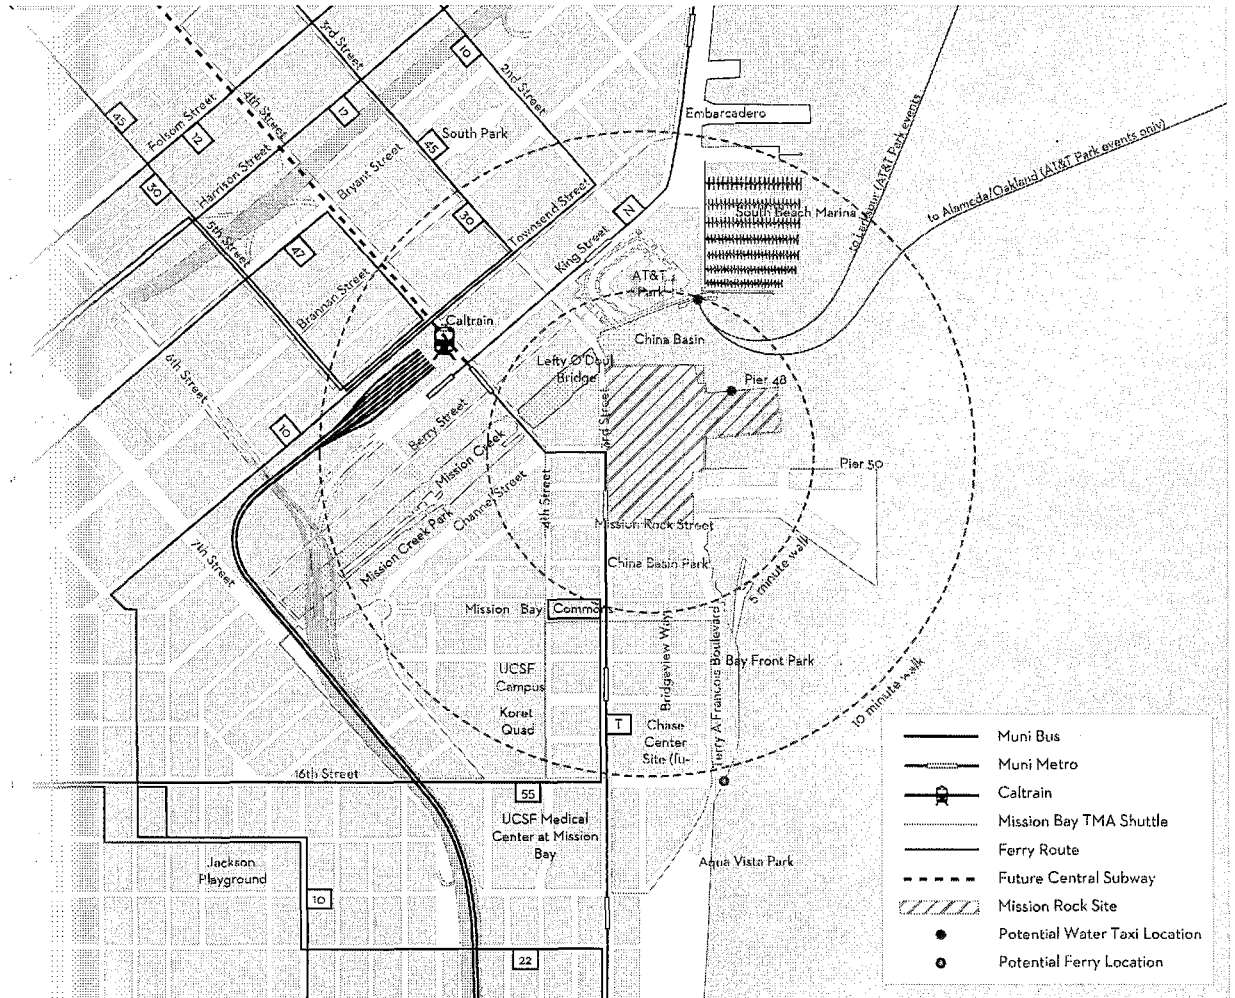 3rd Street
10
2nd Street
45
Folsom Street
12
4th Street
12
Embarcadero
South Park
45
Harrison Street
Bryant Street
30
30
5th Street
47
Townsend Street
N
King Street
South Beach Marina
to Larkspur (AT&T Park events
to Alameda/Oakland (AT&T Park events only)
AT&T
Park
Brannan Street
Caltrain
China Basin
Lefty O'Doul
Bridge
Pier 48
6th Street
10
Berry Street
3rd Street
Mission Creek
Pier 50
Channel Street
4th Street
Mission Creek Park
Mission Rock Street
7th Street
China Basin Park
5 minute walk
Mission Bay Commons
Bridgeview Way
Terry A Francois Boulevard
UCSF
Campus
Bay Front Park
10 minute walk
Koret
Quad
T
Chase
Center
Site (fu-
16th Street
55
UCSF Medical
Center at Mission
Bay
Jackson
Playground
Agua Vista Park
10
22
Muni Bus
Muni Metro
Caltrain
Mission Bay TMA Shuttle
Ferry Route
Future Central Subway
Mission Rock Site
Potential Water Taxi Location
Potential Ferry Location